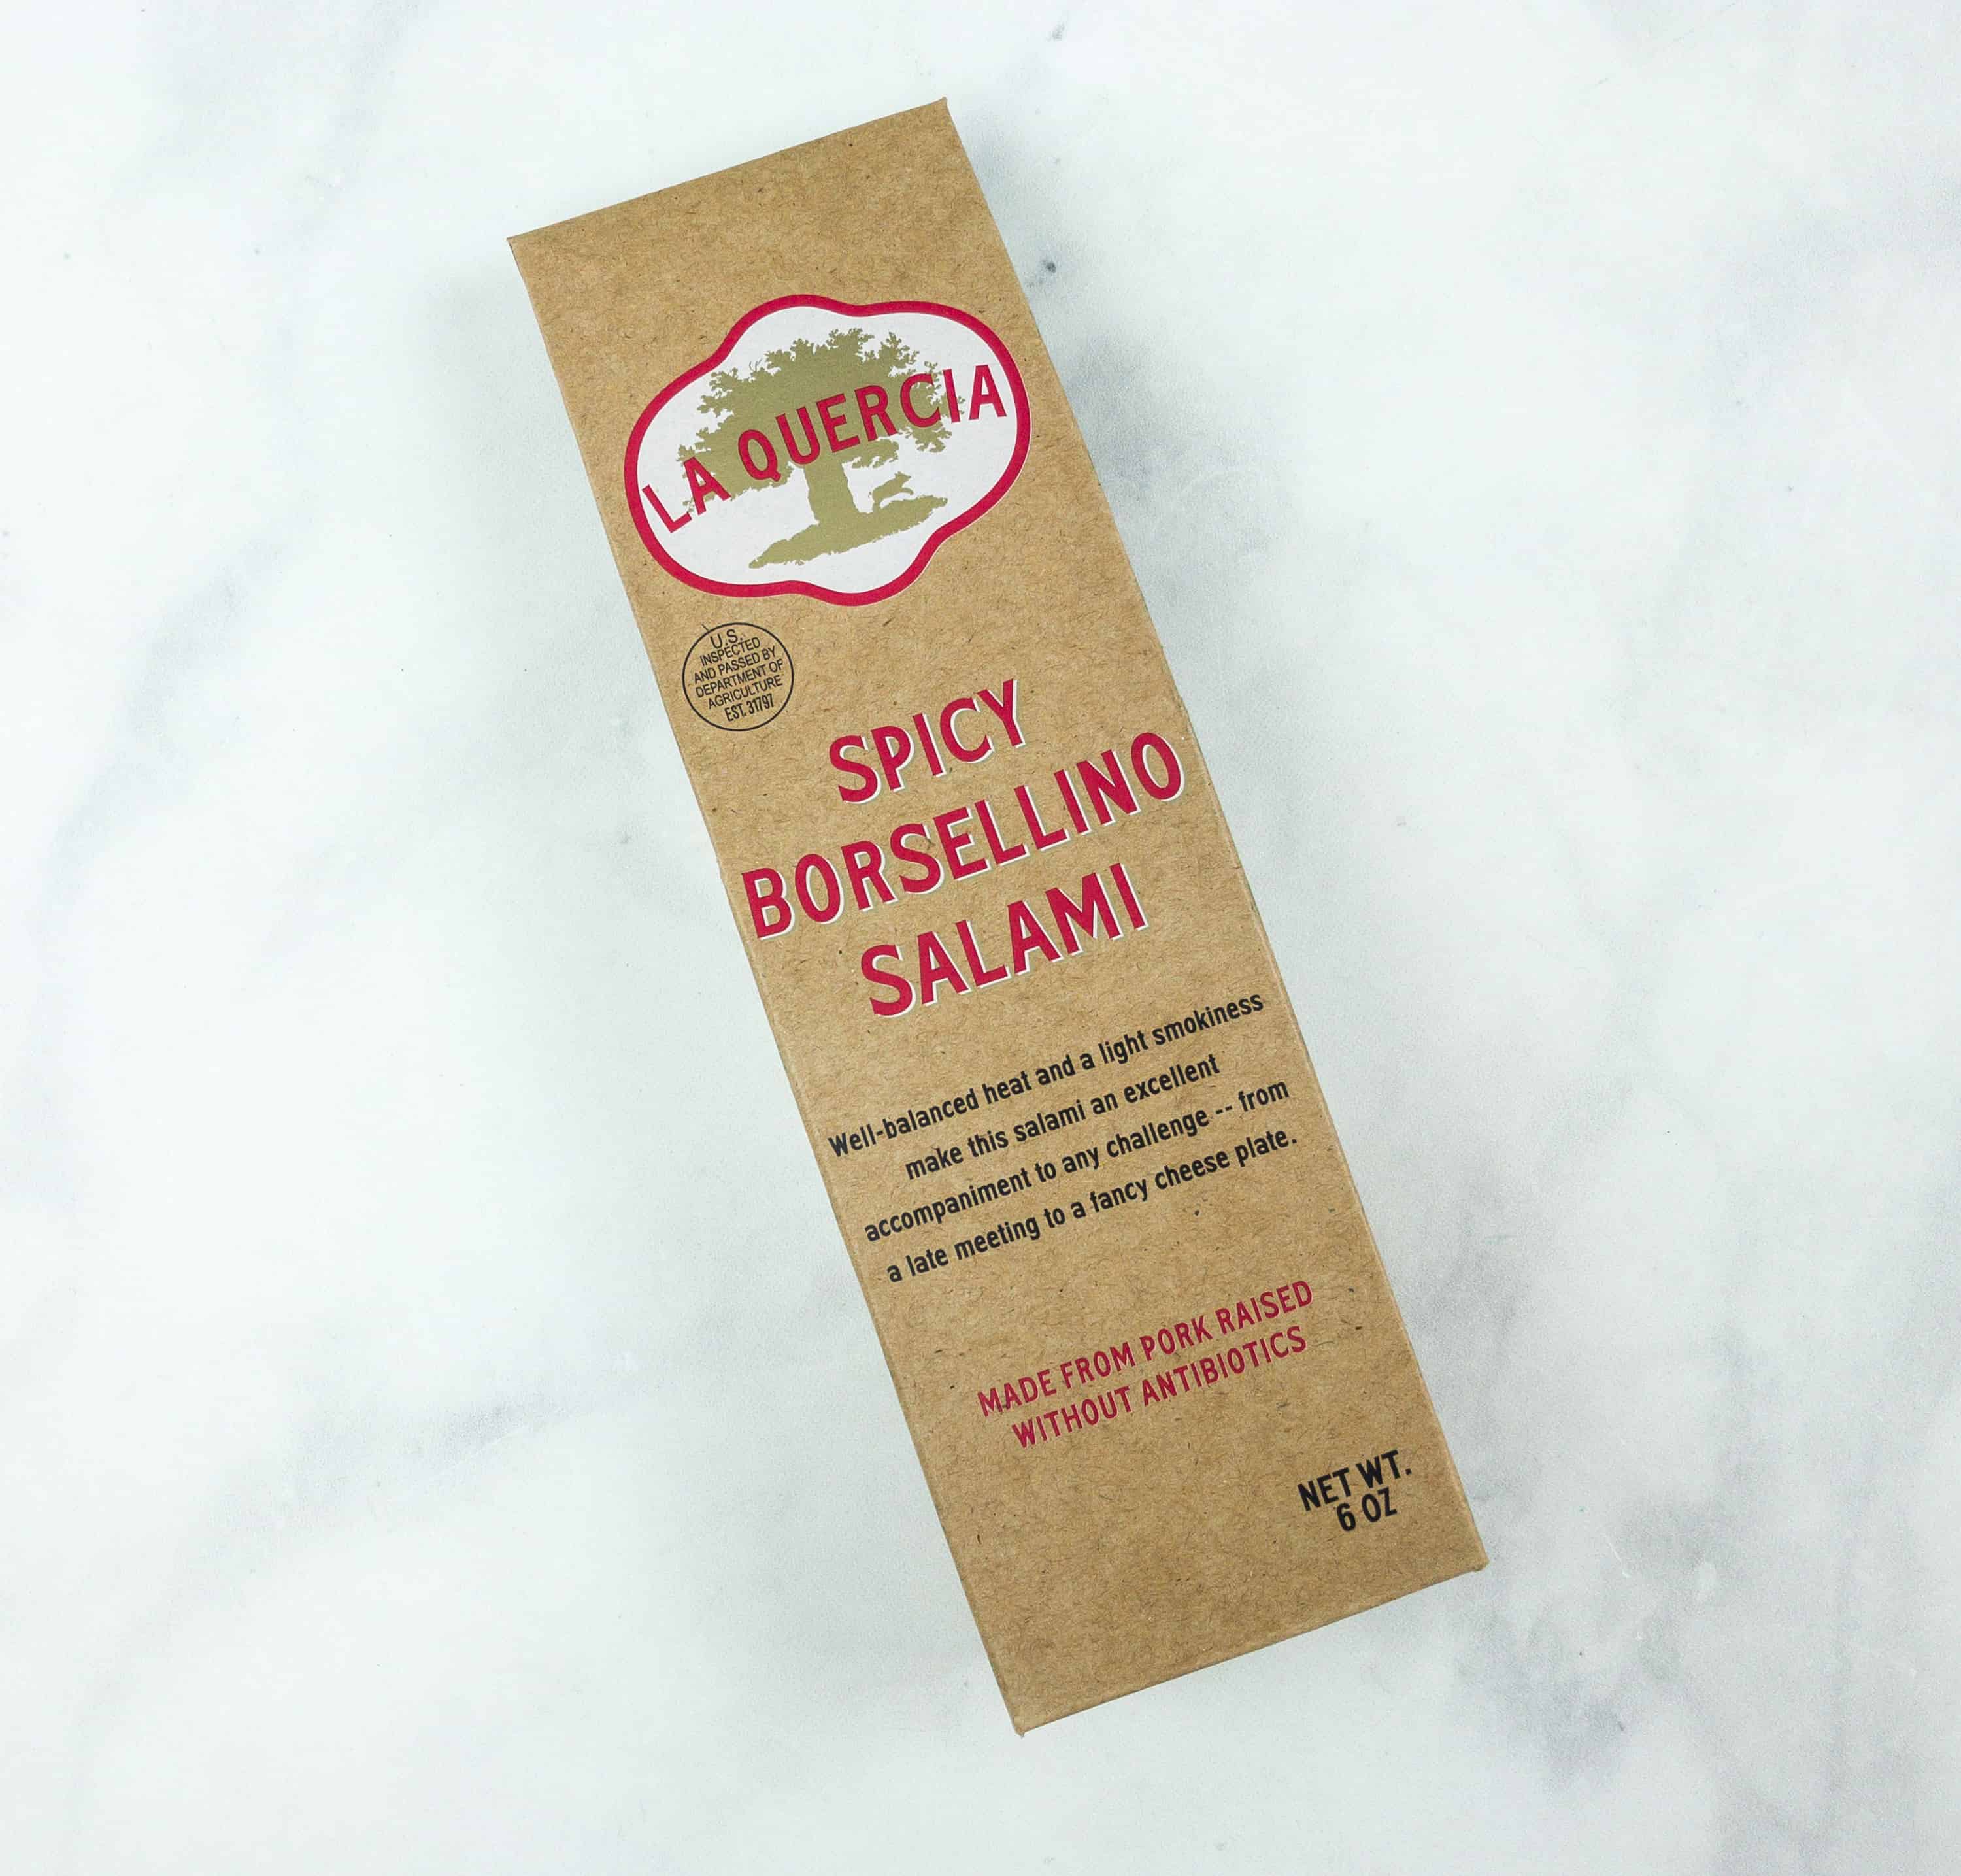 LA QUERCIA
U.S.
INSPECTED
AND PASSED BY
DEPARTMENT OF
AGRICULTURE
EST. 31797
SPICY
BORSELLINO
SALAMI
Well-balanced heat and a light smokiness
make this salami an excellent
accompaniment to any challenge -- from
a late meeting to a fancy cheese plate.
MADE FROM PORK RAISED
WITHOUT ANTIBIOTICS
NET WT.
6 OZ